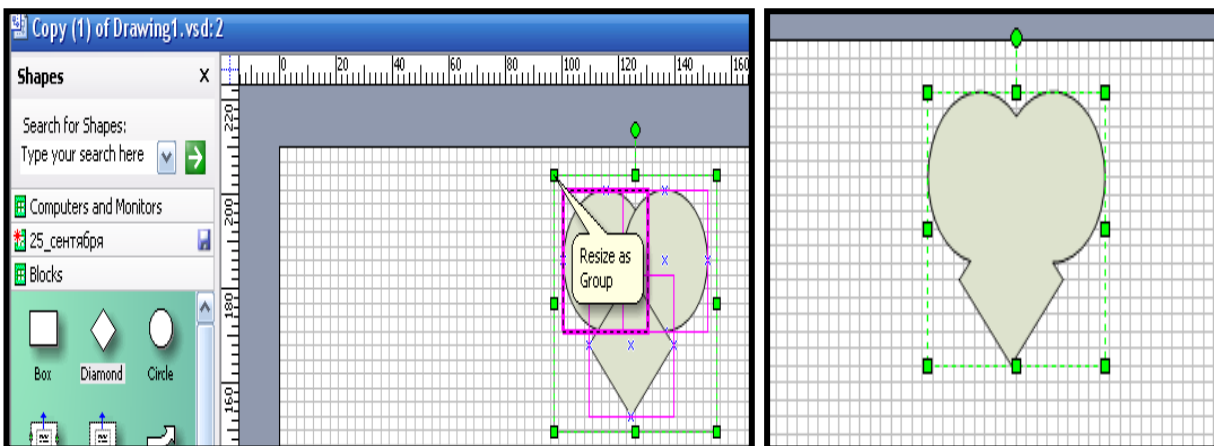 Copy (1) of Drawing1.vsd:2
Shapes X
Search for Shapes:
Type your search here
Computers and Monitors
25_сентября
Blocks
Box Diamond Circle
0 20 40 60 80 100 120 140 160
220
200
180
160
Resize as
Group